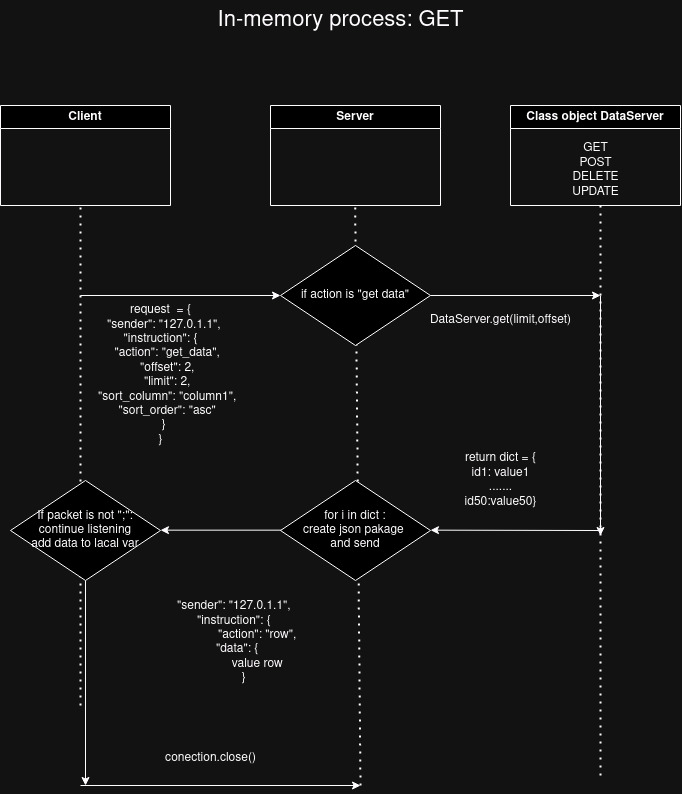 In-memory process: GET
Client
Server
Class object DataServer
GET
POST
DELETE
UPDATE
if action is "get data"
request = {
"sender": "127.0.1.1",
"instruction": {
"action": "get_data",
"offset": 2,
"limit": 2,
"sort_column": "column1",
"sort_order": "asc"
}
}
DataServer.get(limit,offset)
return dict = {
id1: value1
.......
id50:value50}
If packet is not ";":
continue listening
add data to lacal var
for i in dict :
create json pakage
and send
"sender": "127.0.1.1",
"instruction": {
"action": "row",
"data": {
value row
}
conection.close()